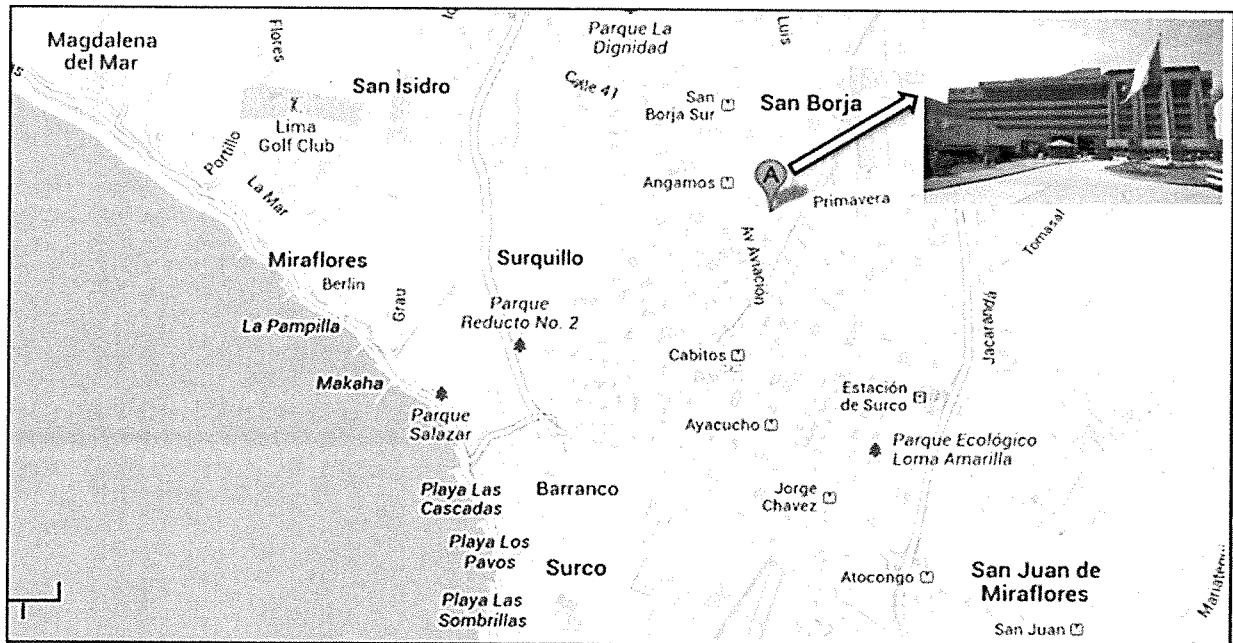 Magdalena
del Mar
Flores
Parque La
Dignidad
Luis
San Isidro
Calle 41
San
Borja Sur
San Borja
Lima
Golf Club
Portillo
La Mar
Angamos
A
Primavera
Tomasal
Miraflores
Berlin
Surquillo
Av Aviación
Grau
Parque
Reducto No. 2
La Pampilla
Jacarandá
Cabitos
Makaha
Parque
Salazar
Estación
de Surco
Ayacucho
Parque Ecológico
Loma Amarilla
Playa Las
Cascadas
Barranco
Jorge
Chavez
Playa Los
Pavos
Surco
Atocongo
San Juan de
Miraflores
Playa Las
Sombrillas
San Juan